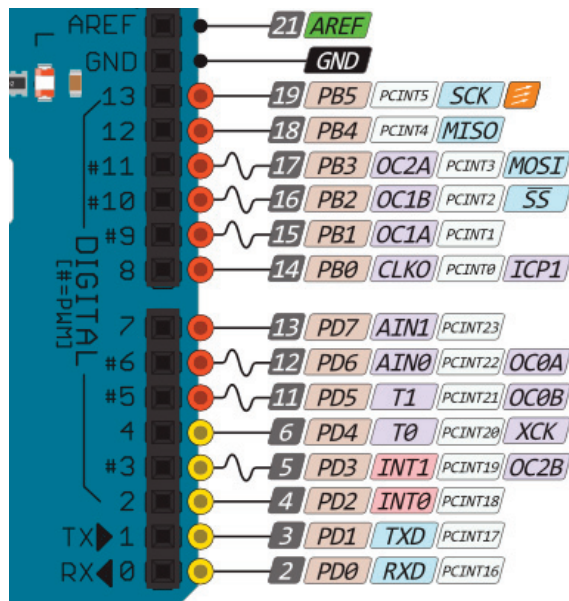 AREF 21 AREF
GND GND
13 19 PB5 PCINT5 SCK
12 18 PB4 PCINT4 MISO
#11 17 PB3 OC2A PCINT3 MOSI
#10 16 PB2 OC1B PCINT2 S̅S̅
#9 15 PB1 OC1A PCINT1
8 14 PB0 CLKO PCINT0 ICP1
DIGITAL
[#=PWM]
7 13 PD7 AIN1 PCINT23
#6 12 PD6 AIN0 PCINT22 OC0A
#5 11 PD5 T1 PCINT21 OC0B
4 6 PD4 T0 PCINT20 XCK
#3 5 PD3 INT1 PCINT19 OC2B
2 4 PD2 INT0 PCINT18
TX▶1 3 PD1 TXD PCINT17
RX◀0 2 PD0 RXD PCINT16